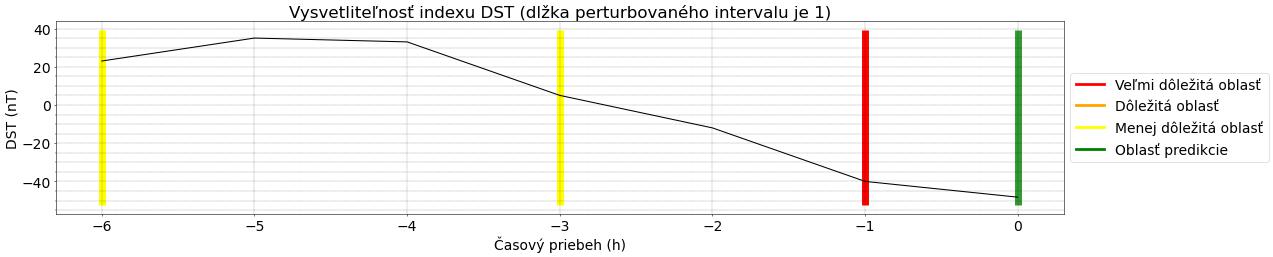 Vysvetliteľnosť indexu DST (dĺžka perturbovaného intervalu je 1)
40
20
0
−20
−40
DST (nT)
−6 −5 −4 −3 −2 −1 0
Časový priebeh (h)
Veľmi dôležitá oblasť
Dôležitá oblasť
Menej dôležitá oblasť
Oblasť predikcie